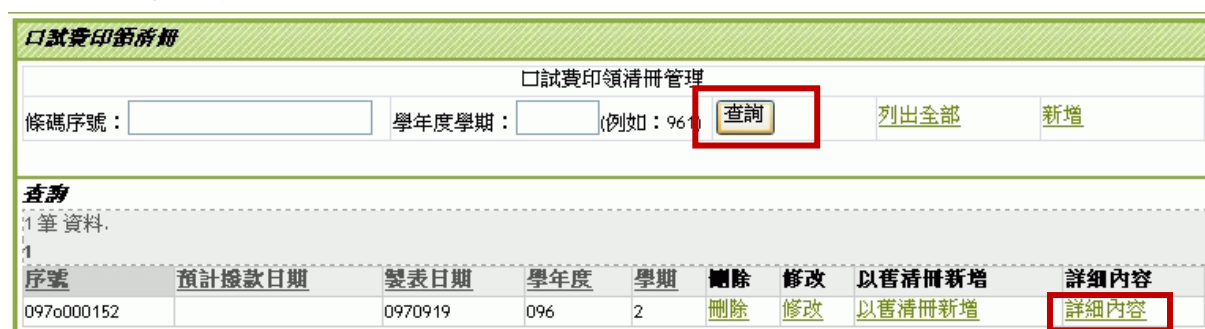 口試費印領清冊
口試費印領清冊管理
條碼序號： 學年度學期： (例如：961) 查詢 列出全部 新增
查詢
1 筆 資料.
1
序號 預計撥款日期 製表日期 學年度 學期 刪除 修改 以舊清冊新增 詳細內容
097o000152 0970919 096 2 刪除 修改 以舊清冊新增 詳細內容